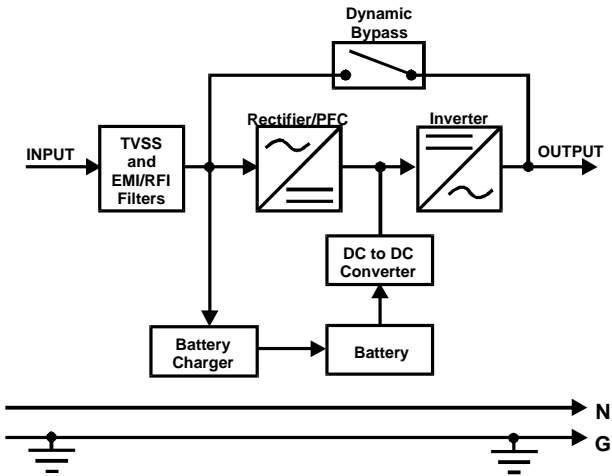 Dynamic
Bypass
Rectifier/PFC
Inverter
TVSS
and
EMI/RFI
Filters
INPUT
OUTPUT
DC to DC
Converter
Battery
Charger
Battery
N
G